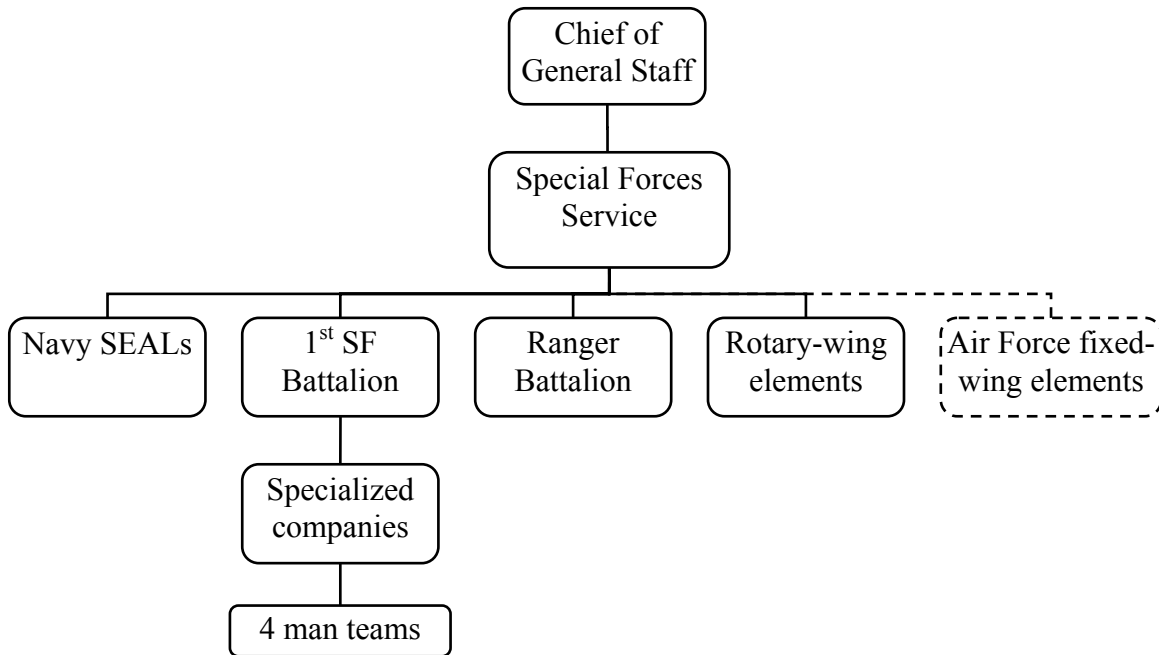 Chief of
General Staff
Special Forces
Service
Navy SEALs
1st SF
Battalion
Ranger
Battalion
Rotary-wing
elements
Air Force fixed-
wing elements
Specialized
companies
4 man teams